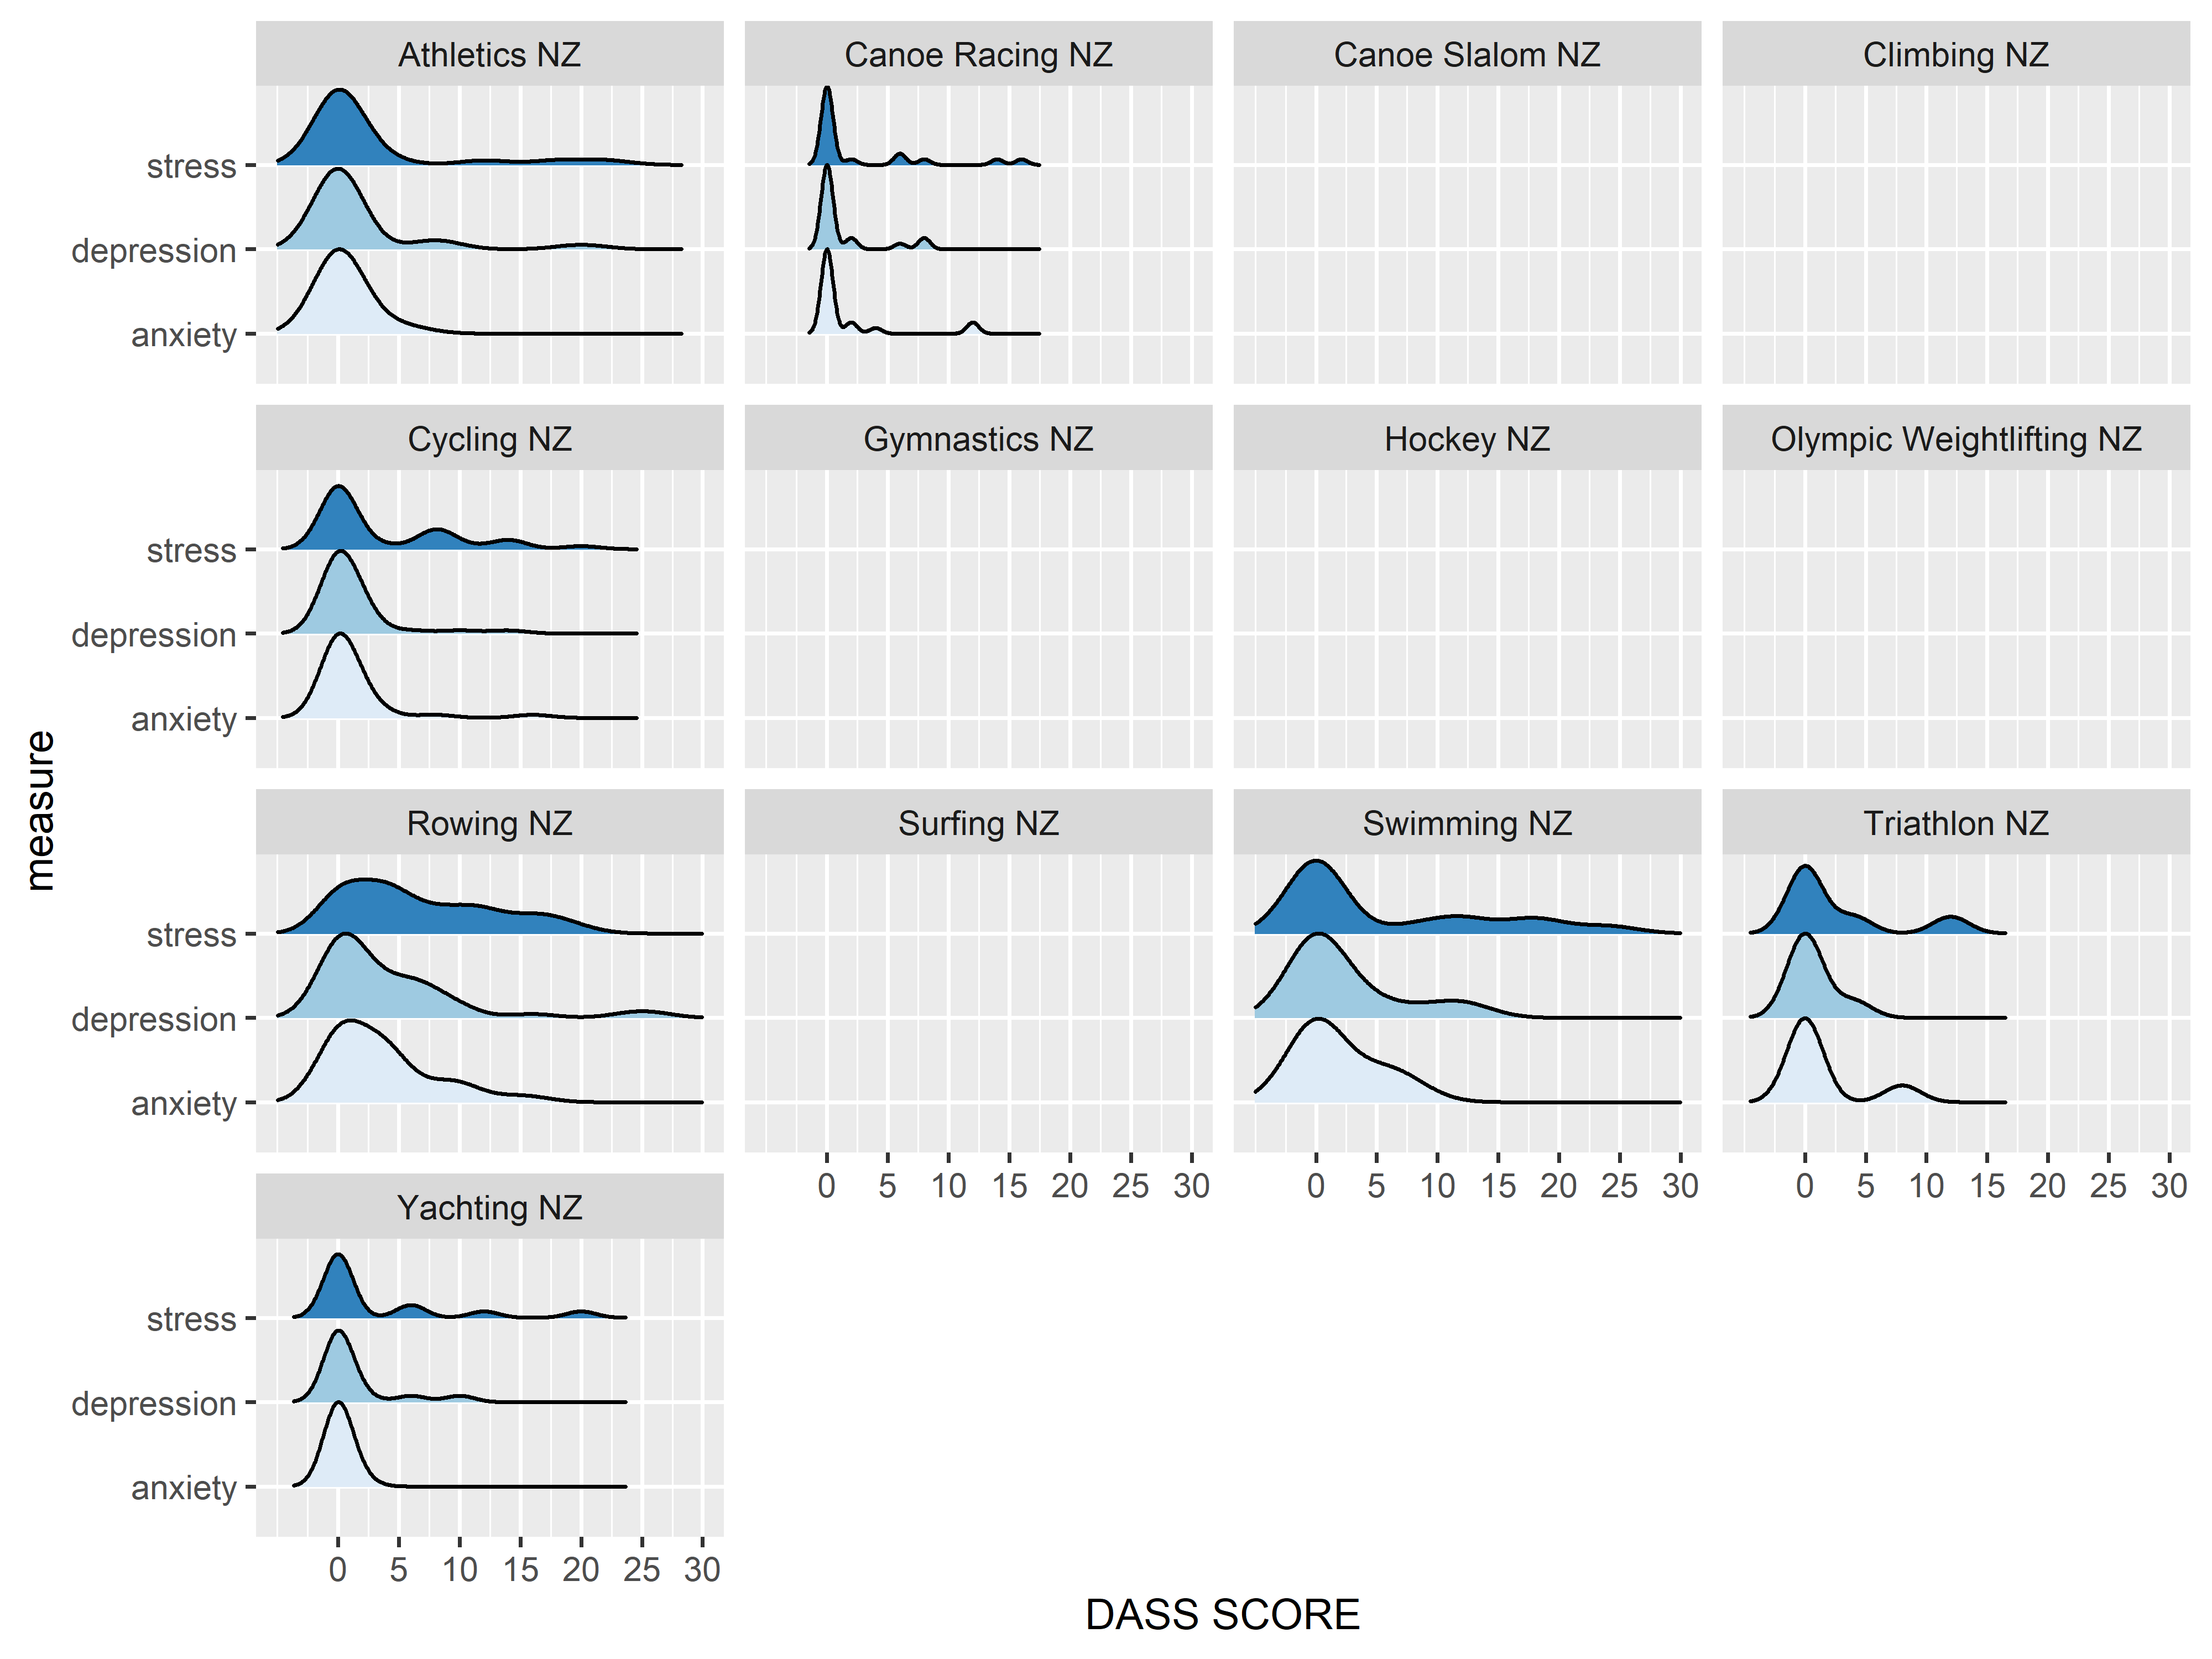 Athletics NZ
Canoe Racing NZ
Canoe Slalom NZ
Climbing NZ
stress
depression
anxiety
Cycling NZ
Gymnastics NZ
Hockey NZ
Olympic Weightlifting NZ
stress
depression
anxiety
measure
Rowing NZ
Surfing NZ
Swimming NZ
Triathlon NZ
stress
depression
anxiety
0 5 10 15 20 25 30
0 5 10 15 20 25 30
0 5 10 15 20 25 30
Yachting NZ
stress
depression
anxiety
0 5 10 15 20 25 30
DASS SCORE